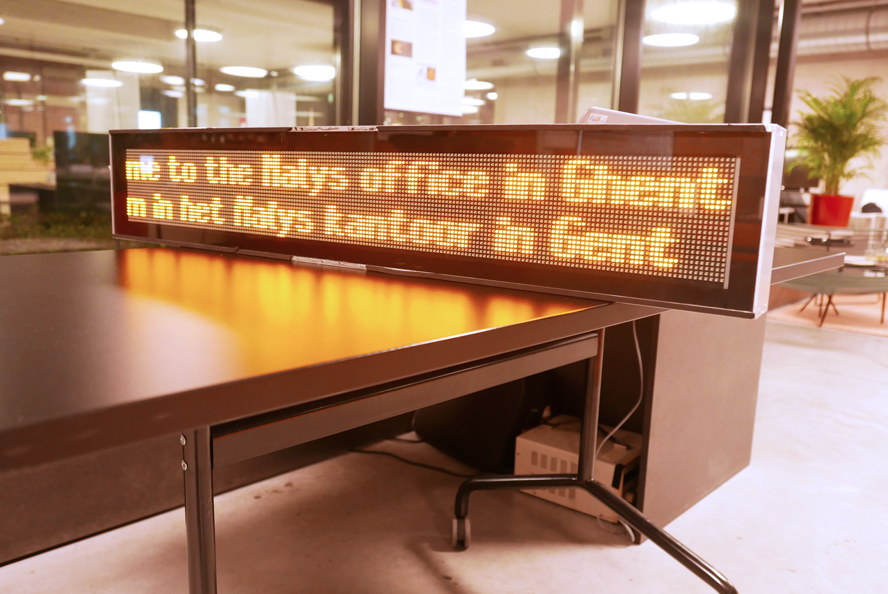 me to the Malys office in Ghent
m in het Malys kantoor in Gent